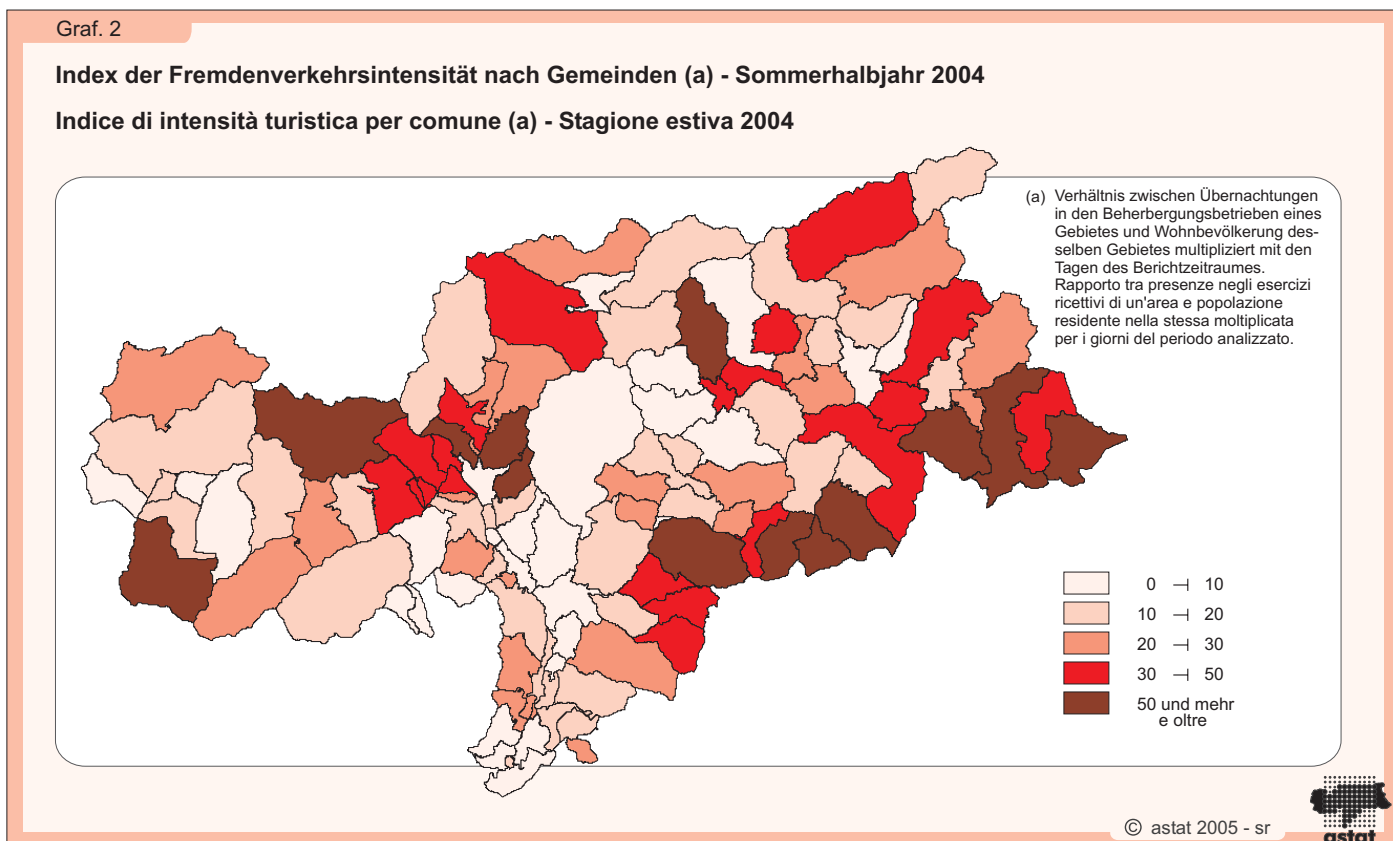 Graf. 2
Index der Fremdenverkehrsintensität nach Gemeinden (a) - Sommerhalbjahr 2004
Indice di intensità turistica per comune (a) - Stagione estiva 2004
(a) Verhältnis zwischen Übernachtungen
in den Beherbergungsbetrieben eines
Gebietes und Wohnbevölkerung des-
selben Gebietes multipliziert mit den
Tagen des Berichtzeitraumes.
Rapporto tra presenze negli esercizi
ricettivi di un'area e popolazione
residente nella stessa moltiplicata
per i giorni del periodo analizzato.
0 ⊣ 10
10 ⊣ 20
20 ⊣ 30
30 ⊣ 50
50 und mehr
e oltre
© astat 2005 - sr
astat